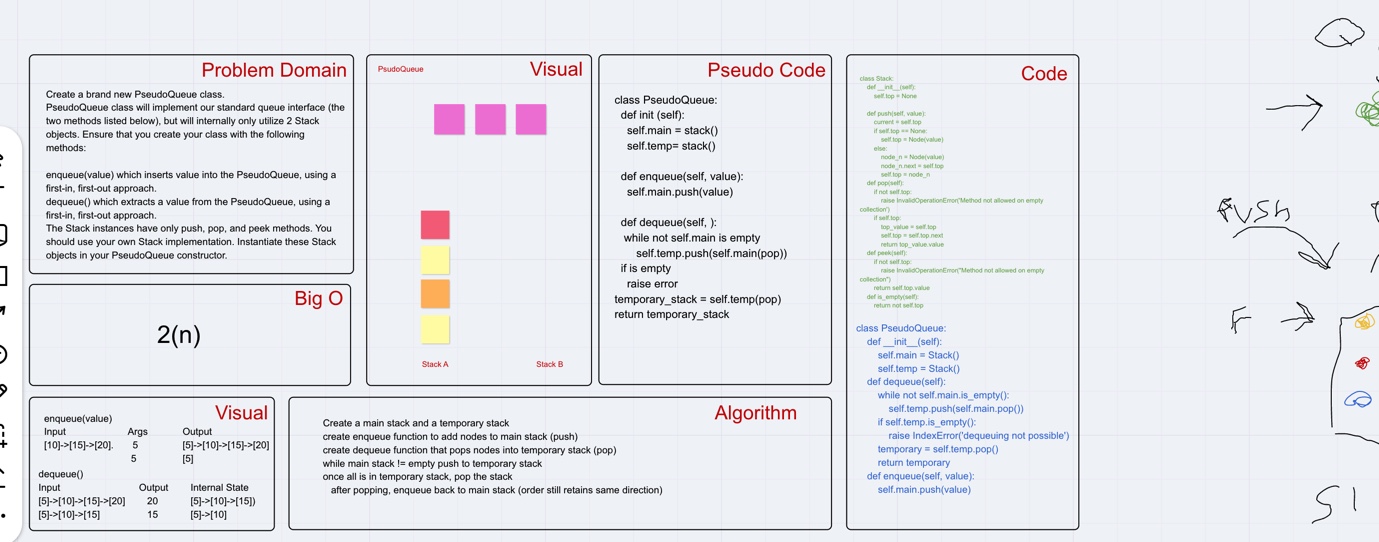 Problem Domain
Create a brand new PseudoQueue class.
PseudoQueue class will implement our standard queue interface (the
two methods listed below), but will internally only utilize 2 Stack
objects. Ensure that you create your class with the following
methods:
enqueue(value) which inserts value into the PseudoQueue, using a
first-in, first-out approach.
dequeue() which extracts a value from the PseudoQueue, using a
first-in, first-out approach.
The Stack instances have only push, pop, and peek methods. You
should use your own Stack implementation. Instantiate these Stack
objects in your PseudoQueue constructor.
Big O
2(n)
Visual
enqueue(value)
Input Args Output
[10]->[15]->[20]. 5 [5]->[10]->[15]->[20]
5 [5]
dequeue()
Input Output Internal State
[5]->[10]->[15]->[20] 20 [5]->[10]->[15])
[5]->[10]->[15] 15 [5]->[10]
PsudoQueue
Visual
Stack A Stack B
Pseudo Code
class PseudoQueue:
def init (self):
self.main = stack()
self.temp= stack()
def enqueue(self, value):
self.main.push(value)
def dequeue(self, ):
while not self.main is empty
self.temp.push(self.main(pop))
if is empty
raise error
temporary_stack = self.temp(pop)
return temporary_stack
Algorithm
Create a main stack and a temporary stack
create enqueue function to add nodes to main stack (push)
create dequeue function that pops nodes into temporary stack (pop)
while main stack != empty push to temporary stack
once all is in temporary stack, pop the stack
after popping, enqueue back to main stack (order still retains same direction)
Code
class Stack:
def __init__(self):
self.top = None
def push(self, value):
current = self.top
if self.top == None:
self.top = Node(value)
else:
node_n = Node(value)
node_n.next = self.top
self.top = node_n
def pop(self):
if not self.top:
raise InvalidOperationError('Method not allowed on empty
collection')
if self.top:
top_value = self.top
self.top = self.top.next
return top_value.value
def peek(self):
if not self.top:
raise InvalidOperationError("Method not allowed on empty
collection")
return self.top.value
def is_empty(self):
return not self.top
class PseudoQueue:
def __init__(self):
self.main = Stack()
self.temp = Stack()
def dequeue(self):
while not self.main.is_empty():
self.temp.push(self.main.pop())
if self.temp.is_empty():
raise IndexError('dequeuing not possible')
temporary = self.temp.pop()
return temporary
def enqueue(self, value):
self.main.push(value)
PUSH
F